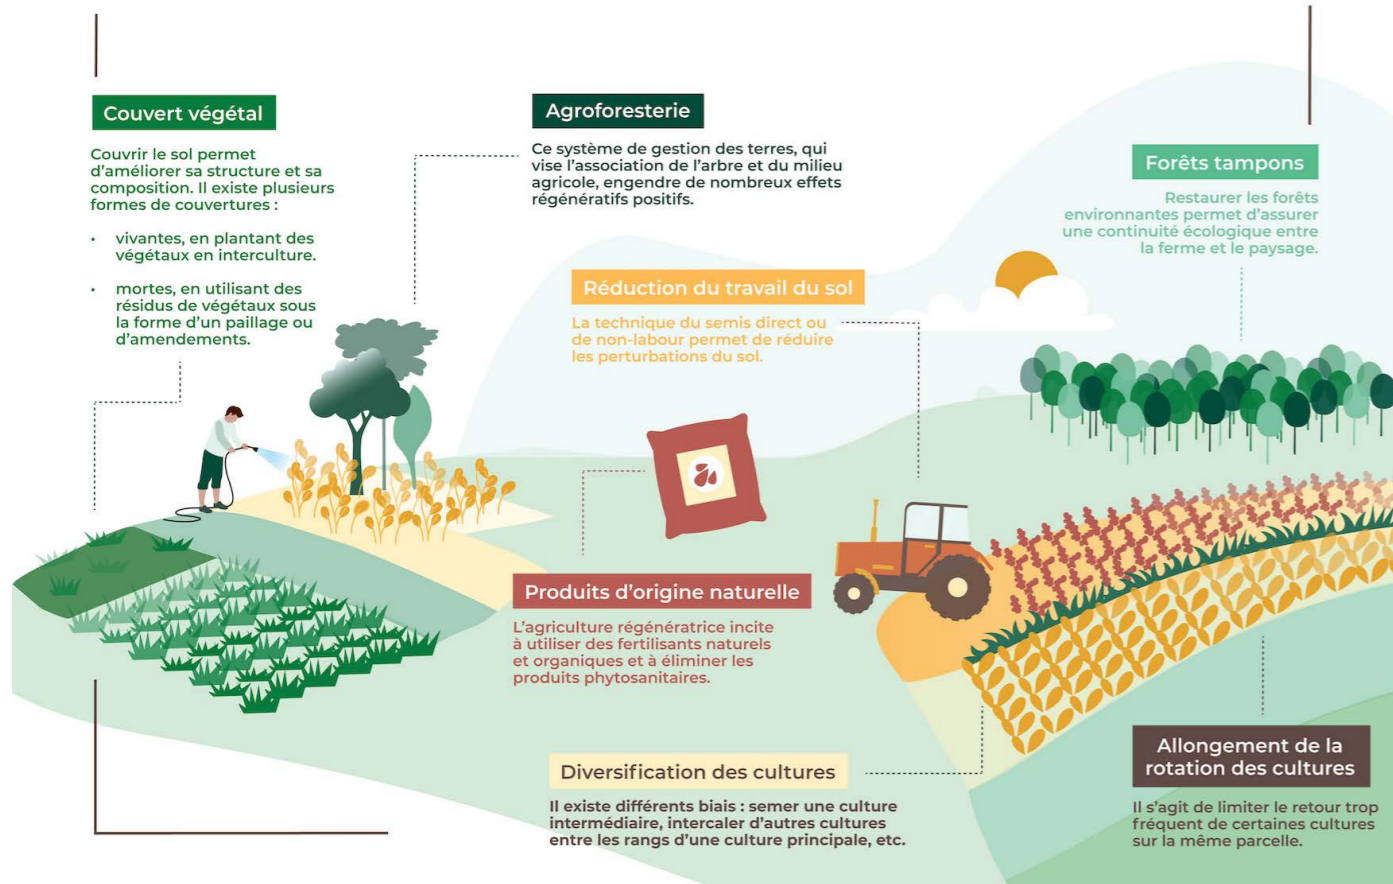 Couvert végétal
Couvrir le sol permet
d'améliorer sa structure et sa
composition. Il existe plusieurs
formes de couvertures :
• vivantes, en plantant des
végétaux en interculture.
• mortes, en utilisant des
résidus de végétaux sous
la forme d'un paillage ou
d'amendements.
Agroforesterie
Ce système de gestion des terres, qui
vise l'association de l'arbre et du milieu
agricole, engendre de nombreux effets
régénératifs positifs.
Forêts tampons
Restaurer les forêts
environnantes permet d'assurer
une continuité écologique entre
la ferme et le paysage.
Réduction du travail du sol
La technique du semis direct ou
de non-labour permet de réduire
les perturbations du sol.
Produits d'origine naturelle
L'agriculture régénératrice incite
à utiliser des fertilisants naturels
et organiques et à éliminer les
produits phytosanitaires.
Diversification des cultures
Il existe différents biais : semer une culture
intermédiaire, intercaler d'autres cultures
entre les rangs d'une culture principale, etc.
Allongement de la
rotation des cultures
Il s'agit de limiter le retour trop
fréquent de certaines cultures
sur la même parcelle.